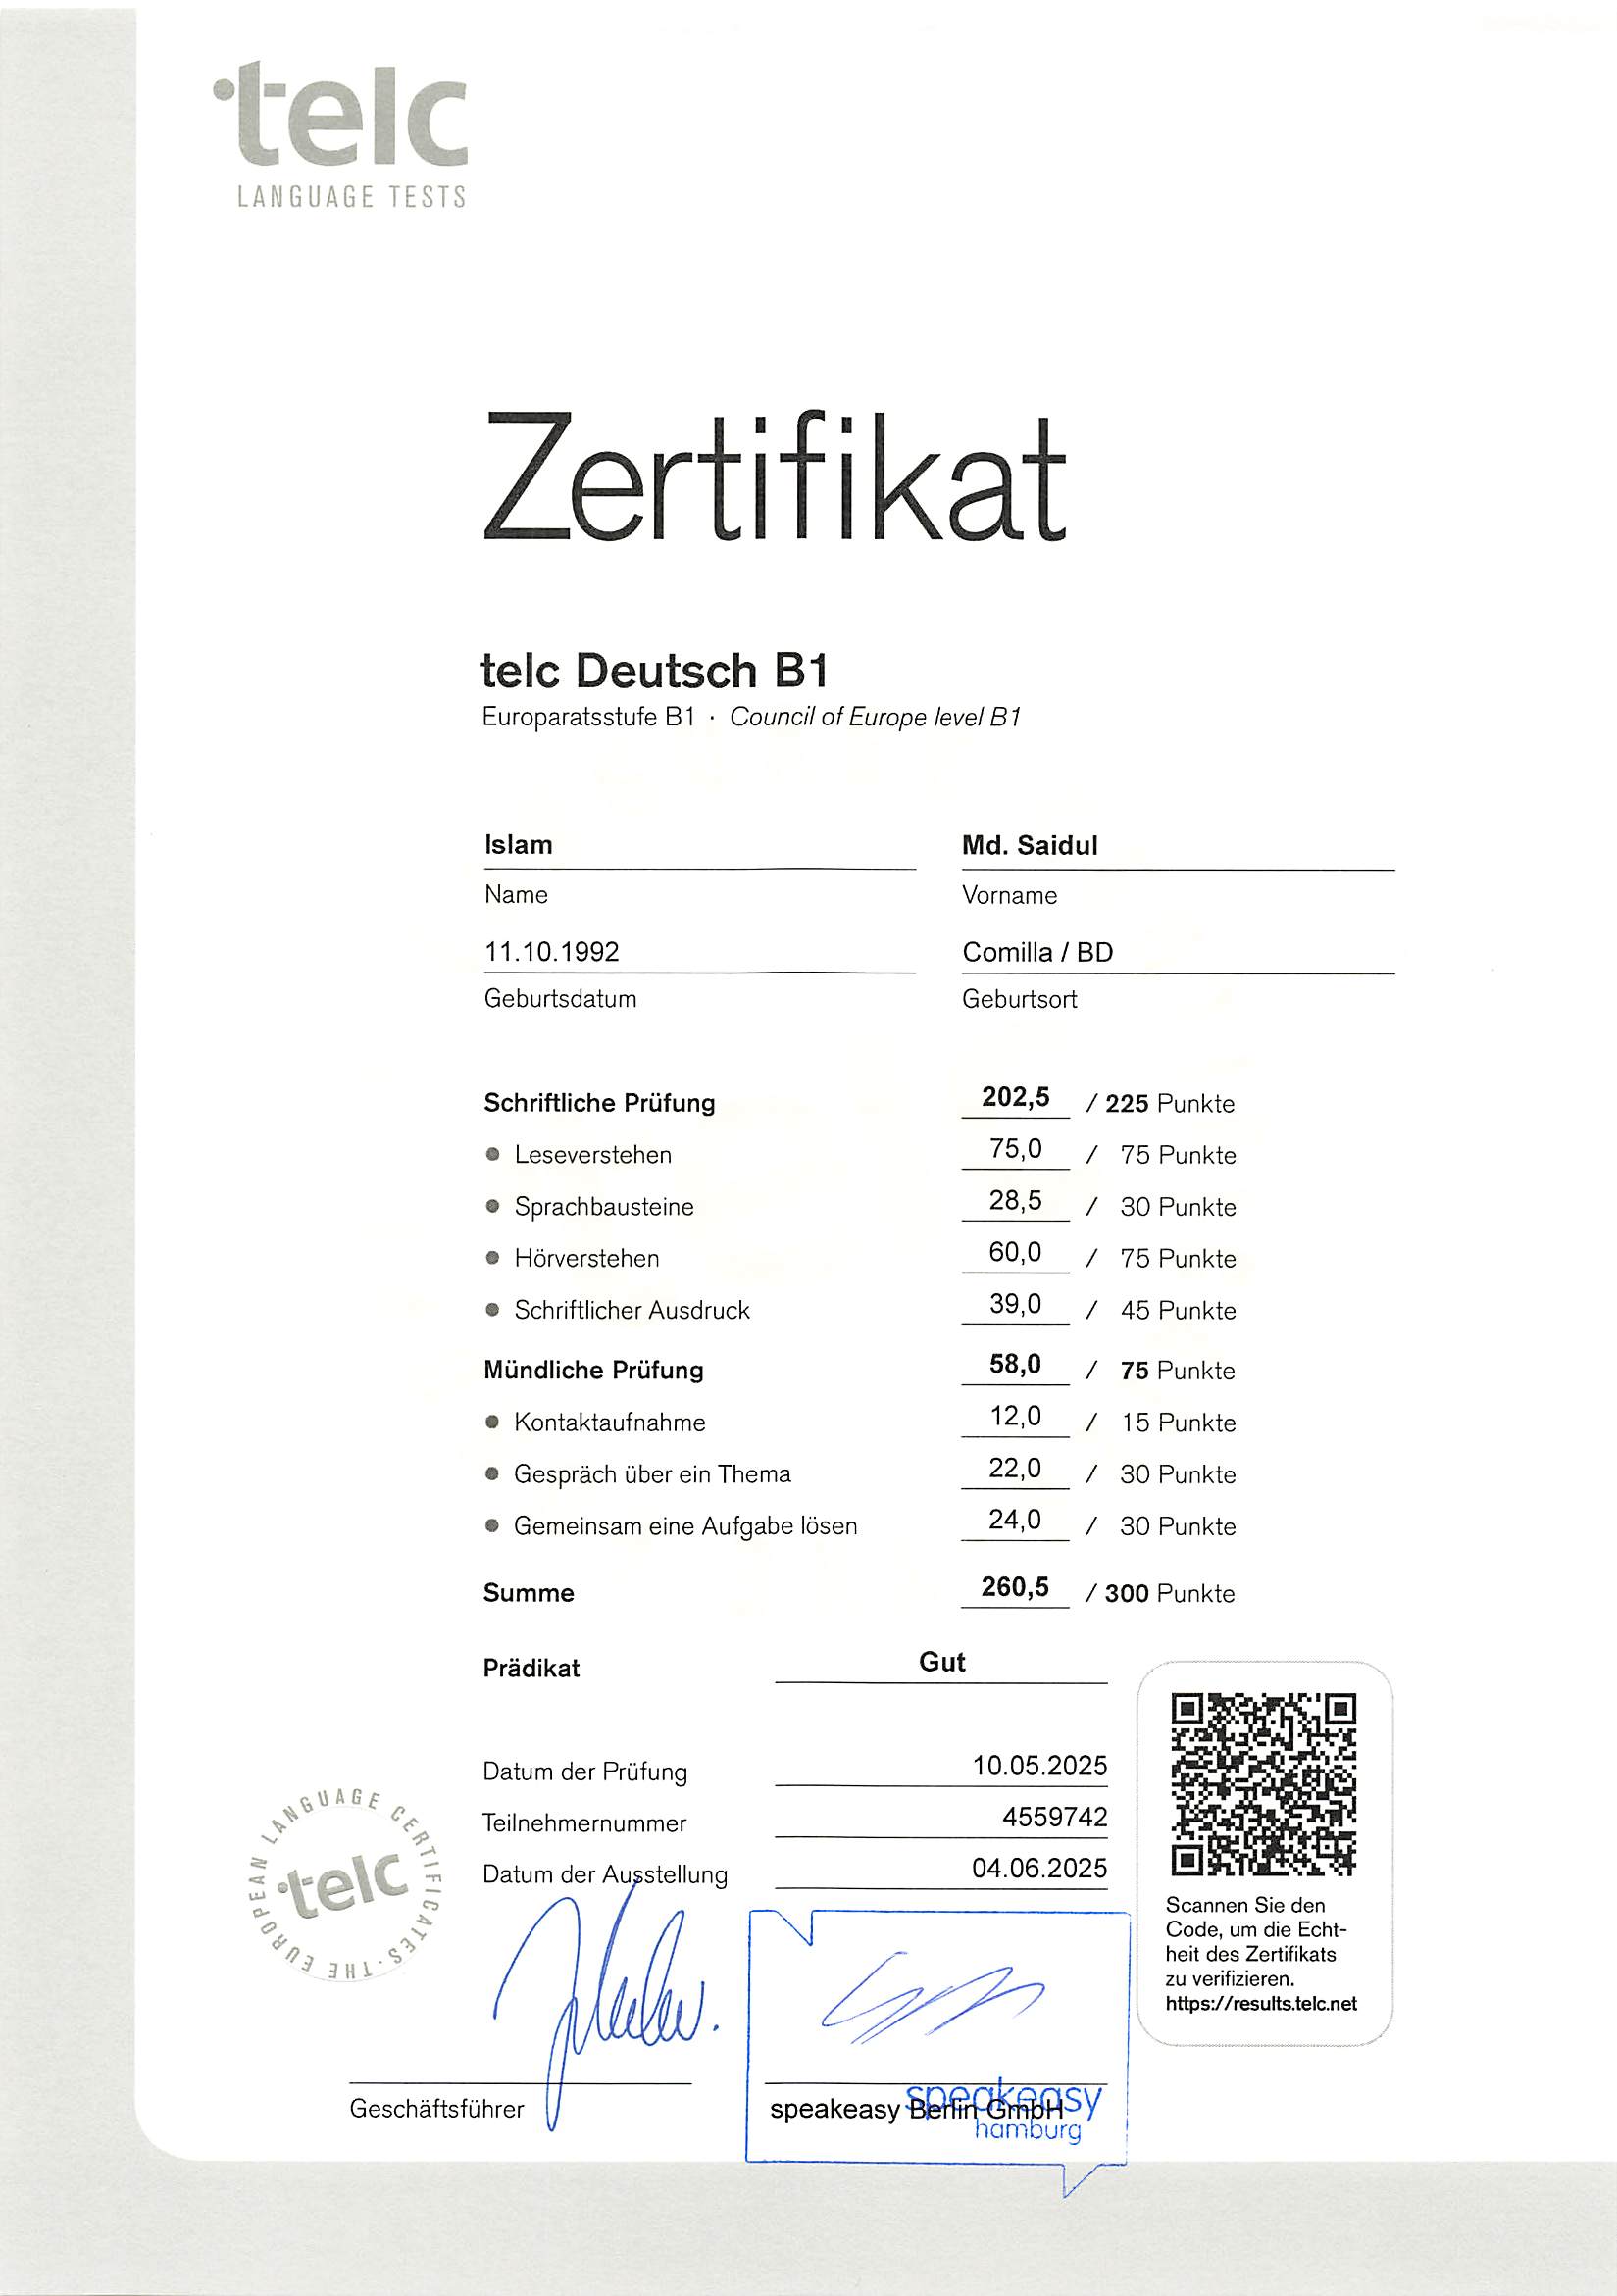 telc
LANGUAGE TESTS
Zertifikat
telc Deutsch B1
Europaratsstufe B1 · Council of Europe level B1
Islam Md. Saidul
Name Vorname
11.10.1992 Comilla / BD
Geburtsdatum Geburtsort
Schriftliche Prüfung 202,5 / 225 Punkte
● Leseverstehen 75,0 / 75 Punkte
● Sprachbausteine 28,5 / 30 Punkte
● Hörverstehen 60,0 / 75 Punkte
● Schriftlicher Ausdruck 39,0 / 45 Punkte
Mündliche Prüfung 58,0 / 75 Punkte
● Kontaktaufnahme 12,0 / 15 Punkte
● Gespräch über ein Thema 22,0 / 30 Punkte
● Gemeinsam eine Aufgabe lösen 24,0 / 30 Punkte
Summe 260,5 / 300 Punkte
Prädikat Gut
Datum der Prüfung 10.05.2025
Teilnehmernummer 4559742
Datum der Ausstellung 04.06.2025
THE EUROPEAN LANGUAGE CERTIFICATES ·
telc
Scannen Sie den
Code, um die Echt-
heit des Zertifikats
zu verifizieren.
https://results.telc.net
Geschäftsführer
speakeasy Berlin GmbH
speakeasy
hamburg